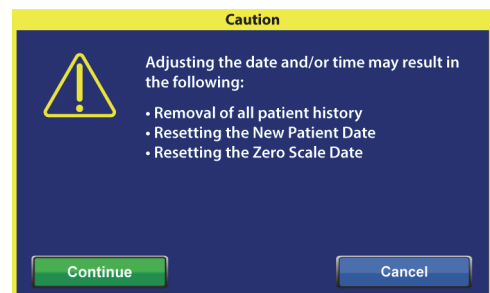 Caution
Adjusting the date and/or time may result in
the following:
• Removal of all patient history
• Resetting the New Patient Date
• Resetting the Zero Scale Date
Continue
Cancel